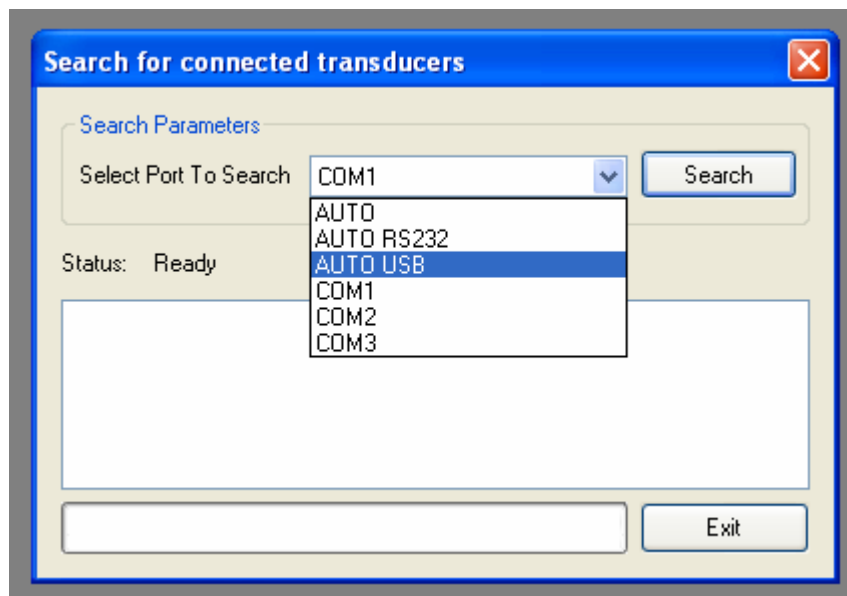 Search for connected transducers
Search Parameters
Select Port To Search COM1 Search
AUTO
AUTO RS232
Status: Ready AUTO USB
COM1
COM2
COM3
Exit